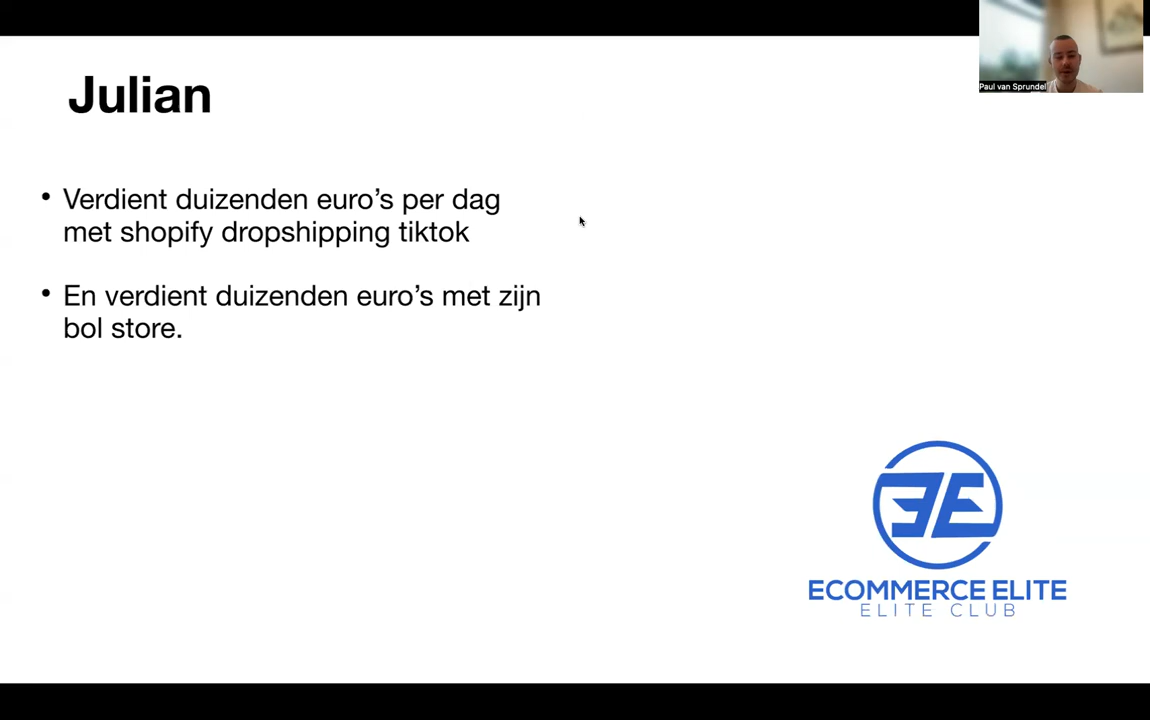 Paul van Sprundel
Julian
• Verdient duizenden euro’s per dag
met shopify dropshipping tiktok
• En verdient duizenden euro’s met zijn
bol store.
ECOMMERCE ELITE
ELITE CLUB